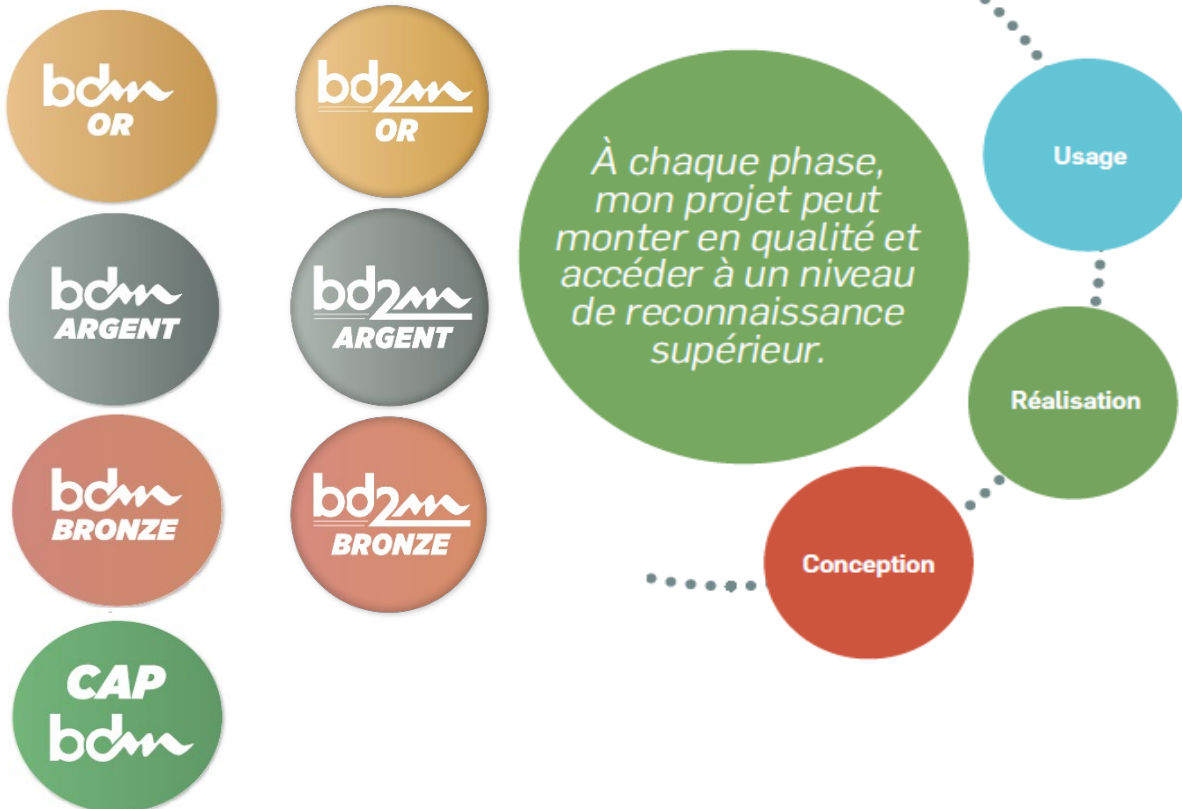 bdm
OR
bd2m
OR
bdm
ARGENT
bd2m
ARGENT
bdm
BRONZE
bd2m
BRONZE
CAP
bdm
À chaque phase,
mon projet peut
monter en qualité et
accéder à un niveau
de reconnaissance
supérieur.
Usage
Réalisation
Conception